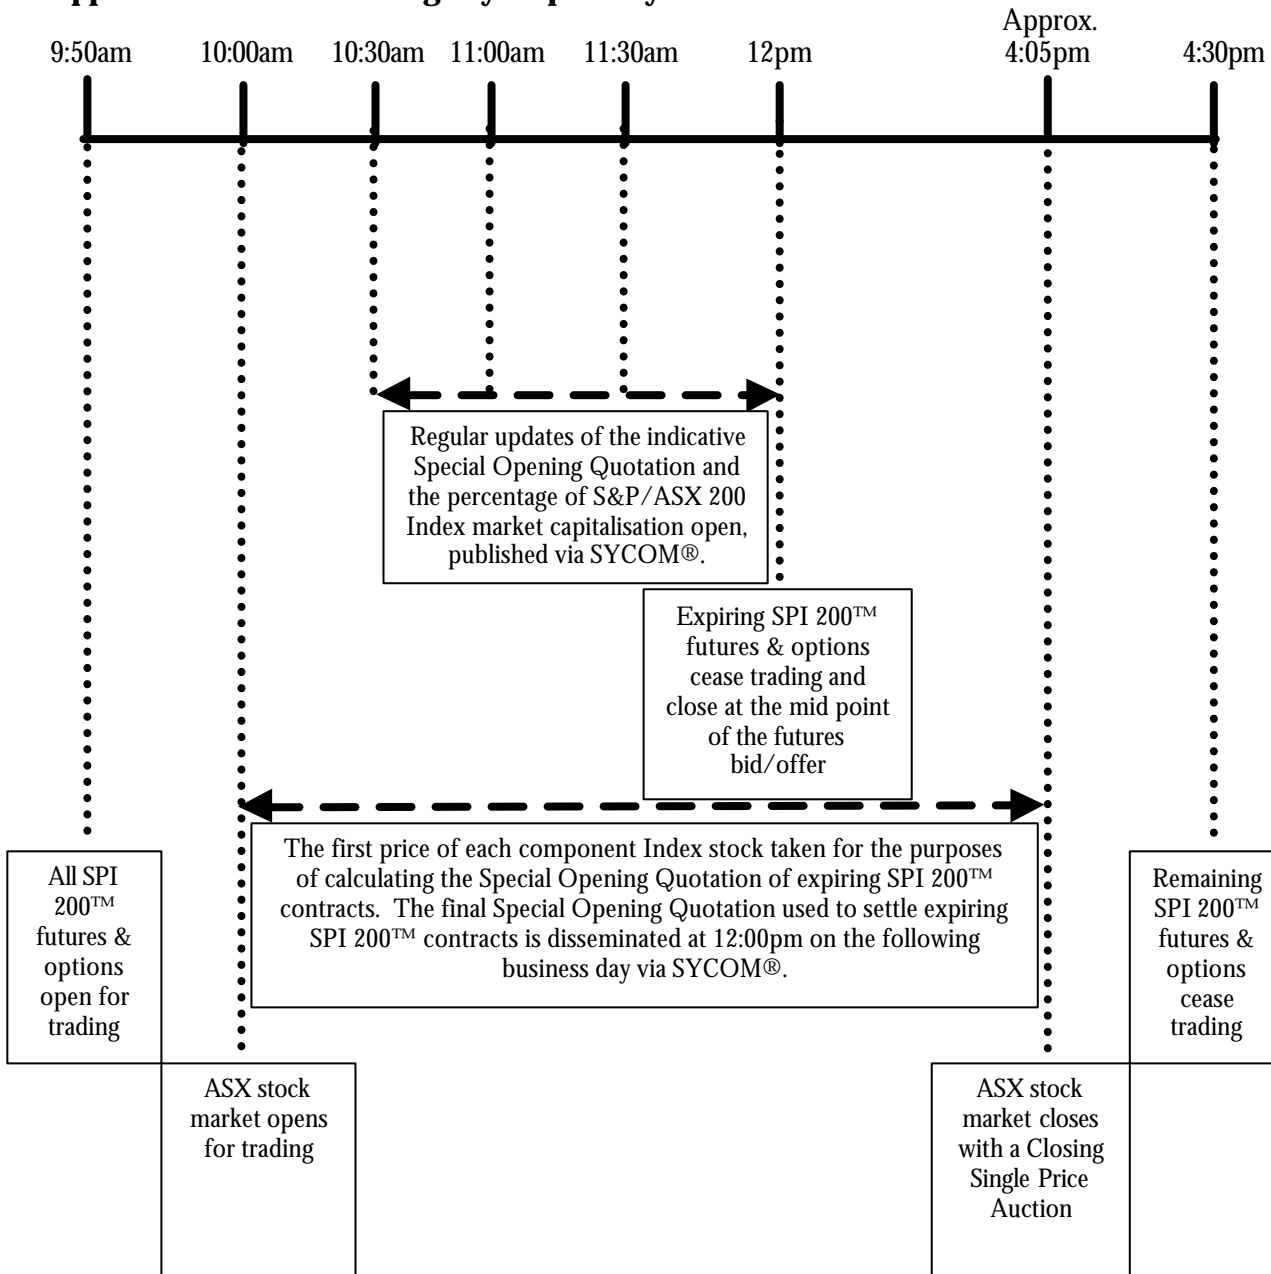 Approx.
9:50am 10:00am 10:30am 11:00am 11:30am 12pm 4:05pm 4:30pm
Regular updates of the indicative
Special Opening Quotation and
the percentage of S&P/ASX 200
Index market capitalisation open,
published via SYCOM®.
Expiring SPI 200™
futures & options
cease trading and
close at the mid point
of the futures
bid/offer
The first price of each component Index stock taken for the purposes
of calculating the Special Opening Quotation of expiring SPI 200™
contracts. The final Special Opening Quotation used to settle expiring
SPI 200™ contracts is disseminated at 12:00pm on the following
business day via SYCOM®.
All SPI
200™
futures &
options
open for
trading
Remaining
SPI 200™
futures &
options
cease
trading
ASX stock
market opens
for trading
ASX stock
market closes
with a Closing
Single Price
Auction